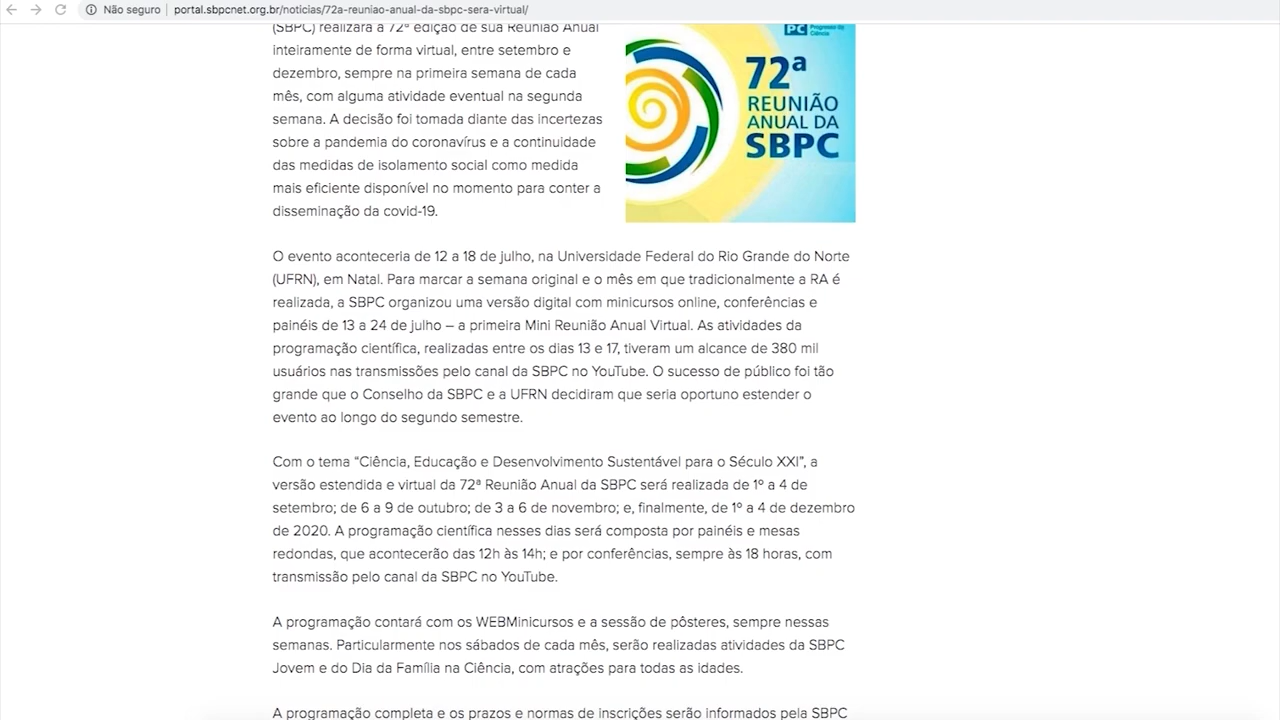 Não seguro
portal.sbpcnet.org.br/noticias/72a-reuniao-anual-da-sbpc-sera-virtual/
(SBPC) realizará a 72ª edição de sua Reunião Anual
inteiramente de forma virtual, entre setembro e
dezembro, sempre na primeira semana de cada
mês, com alguma atividade eventual na segunda
semana. A decisão foi tomada diante das incertezas
sobre a pandemia do coronavírus e a continuidade
das medidas de isolamento social como medida
mais eficiente disponível no momento para conter a
disseminação da covid-19.
PC
Progresso da
Ciência
72ª
REUNIÃO
ANUAL DA
SBPC
O evento aconteceria de 12 a 18 de julho, na Universidade Federal do Rio Grande do Norte
(UFRN), em Natal. Para marcar a semana original e o mês em que tradicionalmente a RA é
realizada, a SBPC organizou uma versão digital com minicursos online, conferências e
painéis de 13 a 24 de julho – a primeira Mini Reunião Anual Virtual. As atividades da
programação científica, realizadas entre os dias 13 e 17, tiveram um alcance de 380 mil
usuários nas transmissões pelo canal da SBPC no YouTube. O sucesso de público foi tão
grande que o Conselho da SBPC e a UFRN decidiram que seria oportuno estender o
evento ao longo do segundo semestre.
Com o tema “Ciência, Educação e Desenvolvimento Sustentável para o Século XXI”, a
versão estendida e virtual da 72ª Reunião Anual da SBPC será realizada de 1º a 4 de
setembro; de 6 a 9 de outubro; de 3 a 6 de novembro; e, finalmente, de 1º a 4 de dezembro
de 2020. A programação científica nesses dias será composta por painéis e mesas
redondas, que acontecerão das 12h às 14h; e por conferências, sempre às 18 horas, com
transmissão pelo canal da SBPC no YouTube.
A programação contará com os WEBMinicursos e a sessão de pôsteres, sempre nessas
semanas. Particularmente nos sábados de cada mês, serão realizadas atividades da SBPC
Jovem e do Dia da Família na Ciência, com atrações para todas as idades.
A programação completa e os prazos e normas de inscrições serão informados pela SBPC